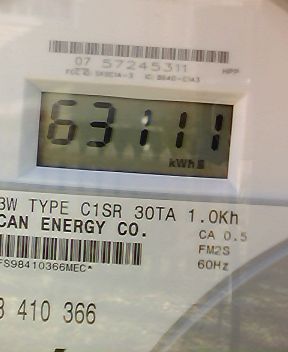 07 57245311
63111
kWh
3W TYPE C1SR 30TA 1.0Kh
CAN ENERGY CO.
CA 0.5
FM2S
60Hz
FS98410366MEC*
410 366